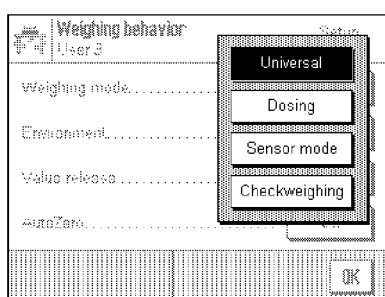 Weighing behavior
User 3
Setup
Universal
Weighing mode
Dosing
Environment
Sensor mode
Value release
Checkweighing
AutoZero
OK